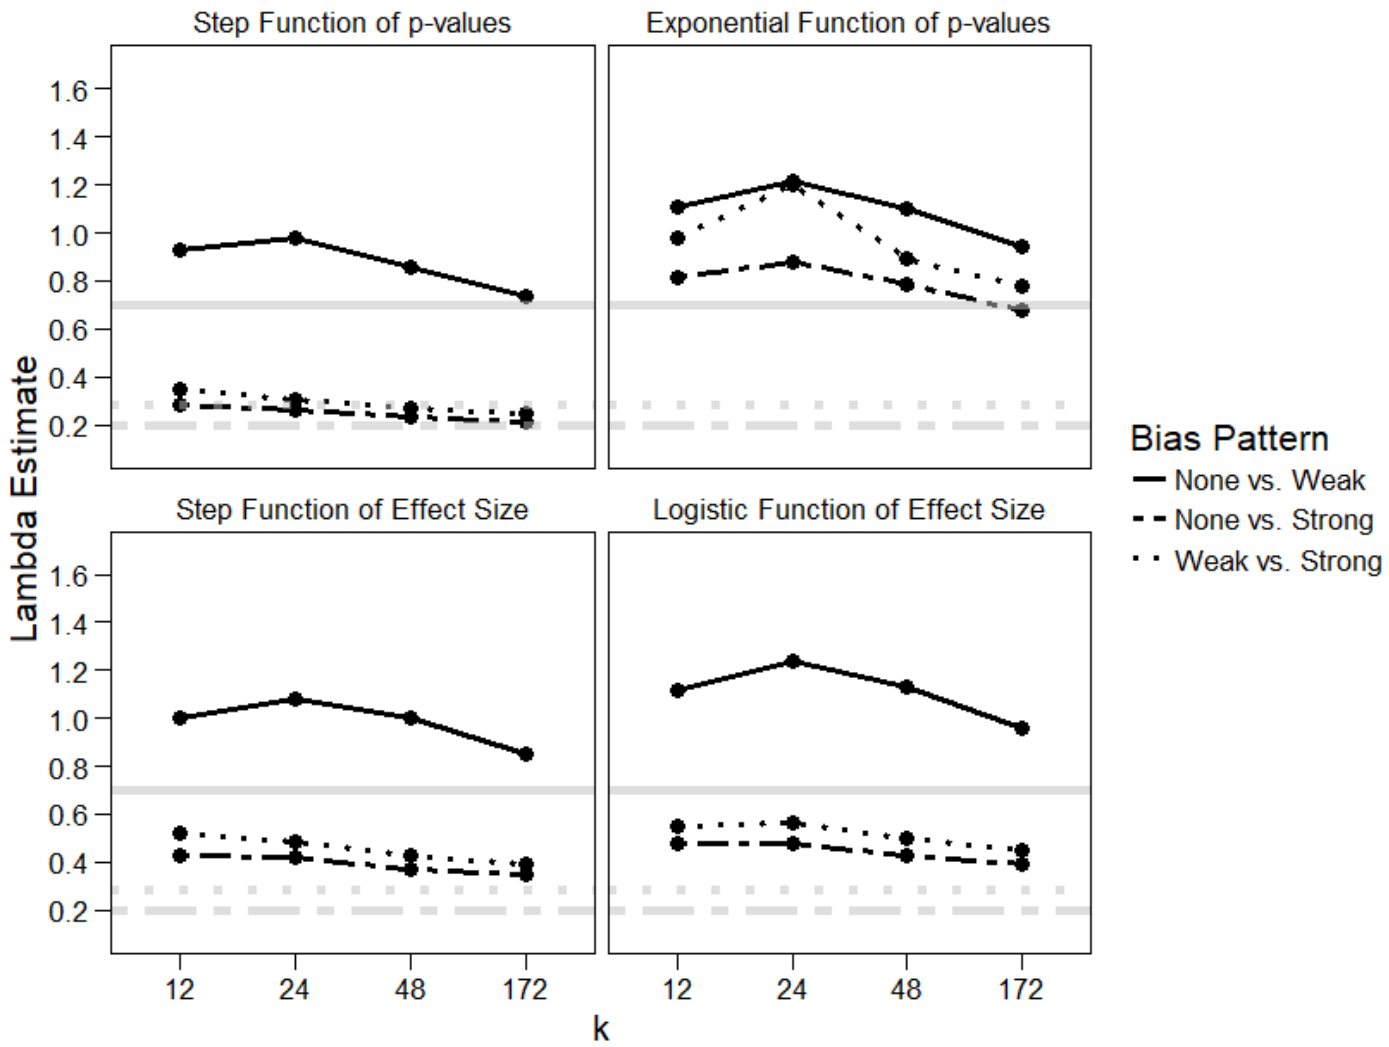 Step Function of p-values
Exponential Function of p-values
1.6
1.4
1.2
1.0
0.8
0.6
0.4
0.2
Lambda Estimate
Step Function of Effect Size
Logistic Function of Effect Size
1.6
1.4
1.2
1.0
0.8
0.6
0.4
0.2
12 24 48 172
12 24 48 172
k
Bias Pattern
None vs. Weak
None vs. Strong
Weak vs. Strong